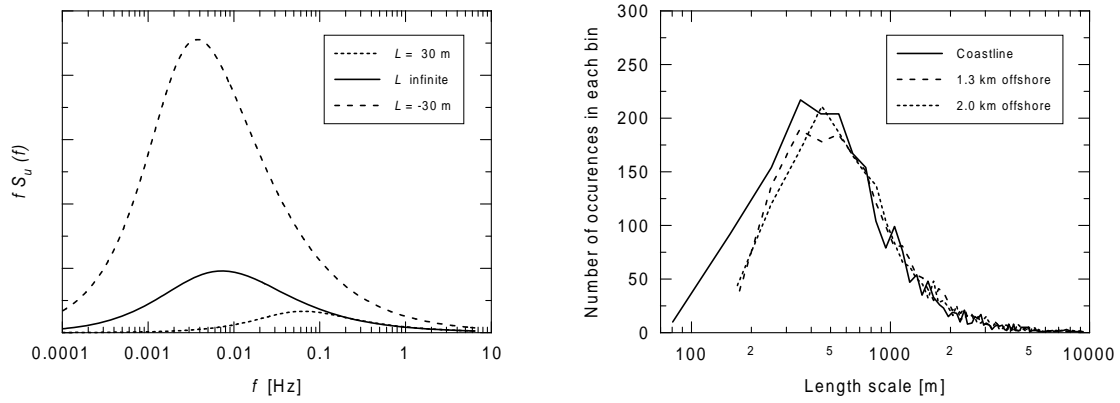 f S_u (f)
L = 30 m
L infinite
L = -30 m
0.0001 0.001 0.01 0.1 1 10
f [Hz]
Number of occurences in each bin
300
250
200
150
100
50
0
Coastline
1.3 km offshore
2.0 km offshore
100 2 5 1000 2 5 10000
Length scale [m]